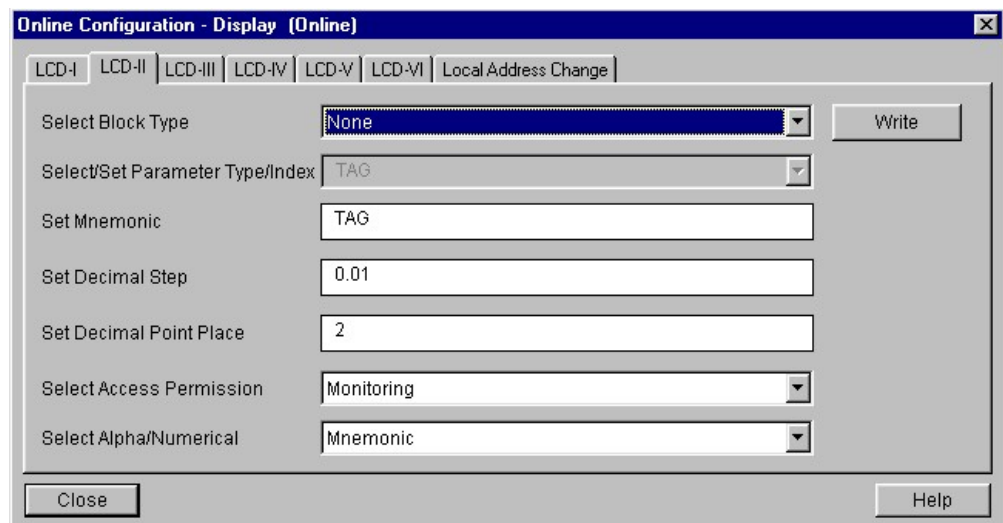 Online Configuration - Display (Online)
LCD-I LCD-II LCD-III LCD-IV LCD-V LCD-VI Local Address Change
Select Block Type None Write
Select/Set Parameter Type/Index TAG
Set Mnemonic TAG
Set Decimal Step 0.01
Set Decimal Point Place 2
Select Access Permission Monitoring
Select Alpha/Numerical Mnemonic
Close Help